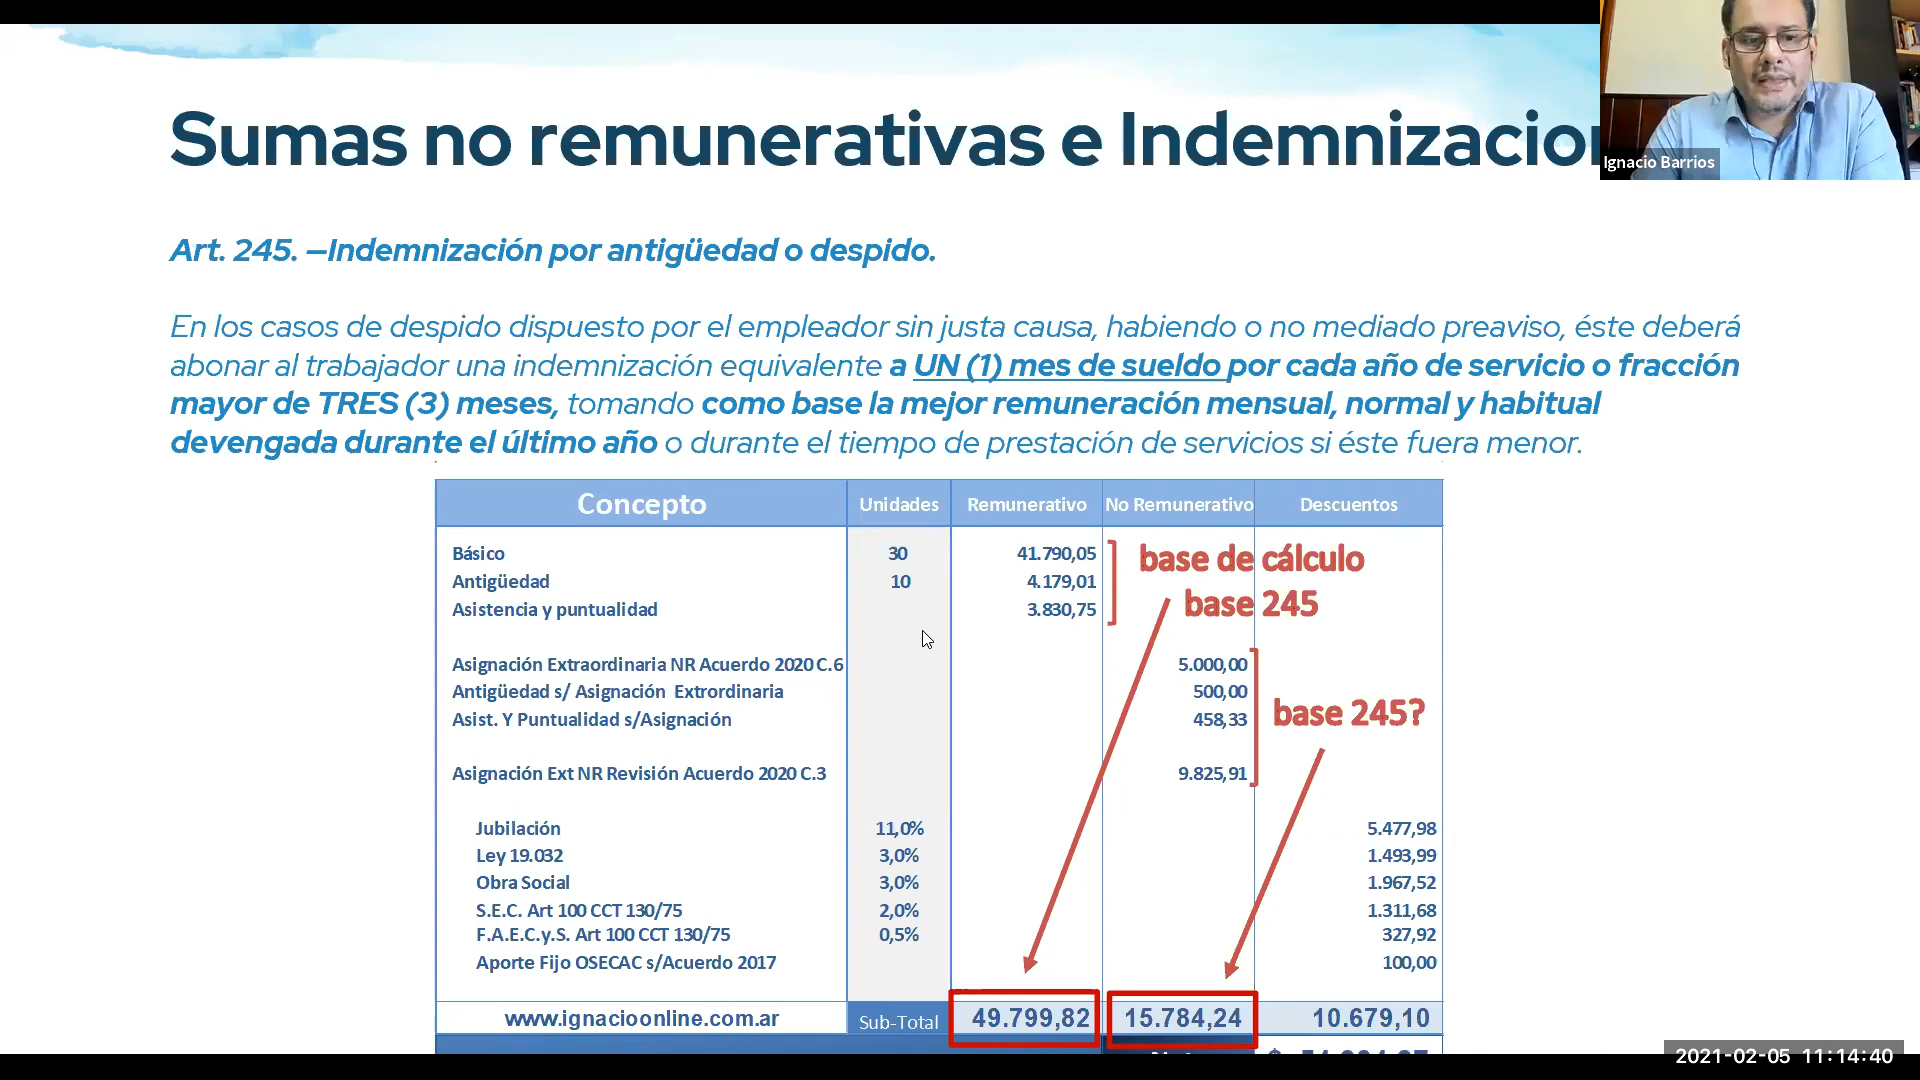 Sumas no remunerativas e Indemnizacion
Ignacio Barrios
Art. 245. —Indemnización por antigüedad o despido.
En los casos de despido dispuesto por el empleador sin justa causa, habiendo o no mediado preaviso, éste deberá
abonar al trabajador una indemnización equivalente a UN (1) mes de sueldo por cada año de servicio o fracción
mayor de TRES (3) meses, tomando como base la mejor remuneración mensual, normal y habitual
devengada durante el último año o durante el tiempo de prestación de servicios si éste fuera menor.
Concepto Unidades Remunerativo No Remunerativo Descuentos
Básico 30 41.790,05
Antigüedad 10 4.179,01
Asistencia y puntualidad 3.830,75
base de cálculo
base 245
Asignación Extraordinaria NR Acuerdo 2020 C.6 5.000,00
Antigüedad s/ Asignación Extrordinaria 500,00
Asist. Y Puntualidad s/Asignación 458,33
base 245?
Asignación Ext NR Revisión Acuerdo 2020 C.3 9.825,91
Jubilación 11,0% 5.477,98
Ley 19.032 3,0% 1.493,99
Obra Social 3,0% 1.967,52
S.E.C. Art 100 CCT 130/75 2,0% 1.311,68
F.A.E.C.y.S. Art 100 CCT 130/75 0,5% 327,92
Aporte Fijo OSECAC s/Acuerdo 2017 100,00
www.ignacioonline.com.ar Sub-Total 49.799,82 15.784,24 10.679,10
2021-02-05 11:14:40